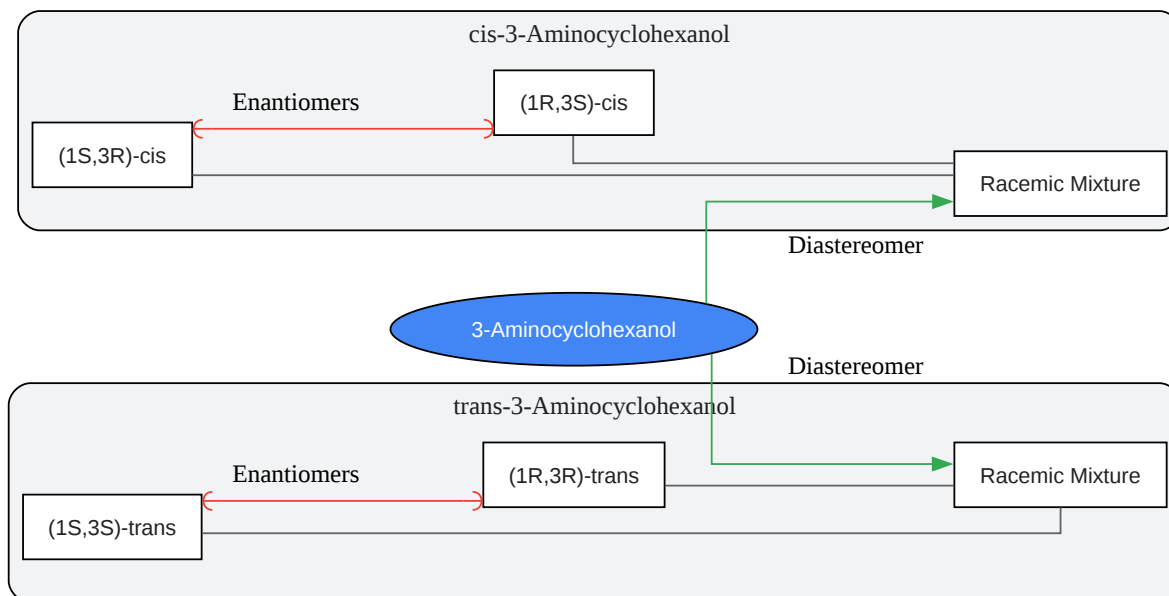 cis-3-Aminocyclohexanol
Enantiomers
(1R,3S)-cis
(1S,3R)-cis
Racemic Mixture
Diastereomer
3-Aminocyclohexanol
Diastereomer
trans-3-Aminocyclohexanol
Enantiomers
(1R,3R)-trans
Racemic Mixture
(1S,3S)-trans